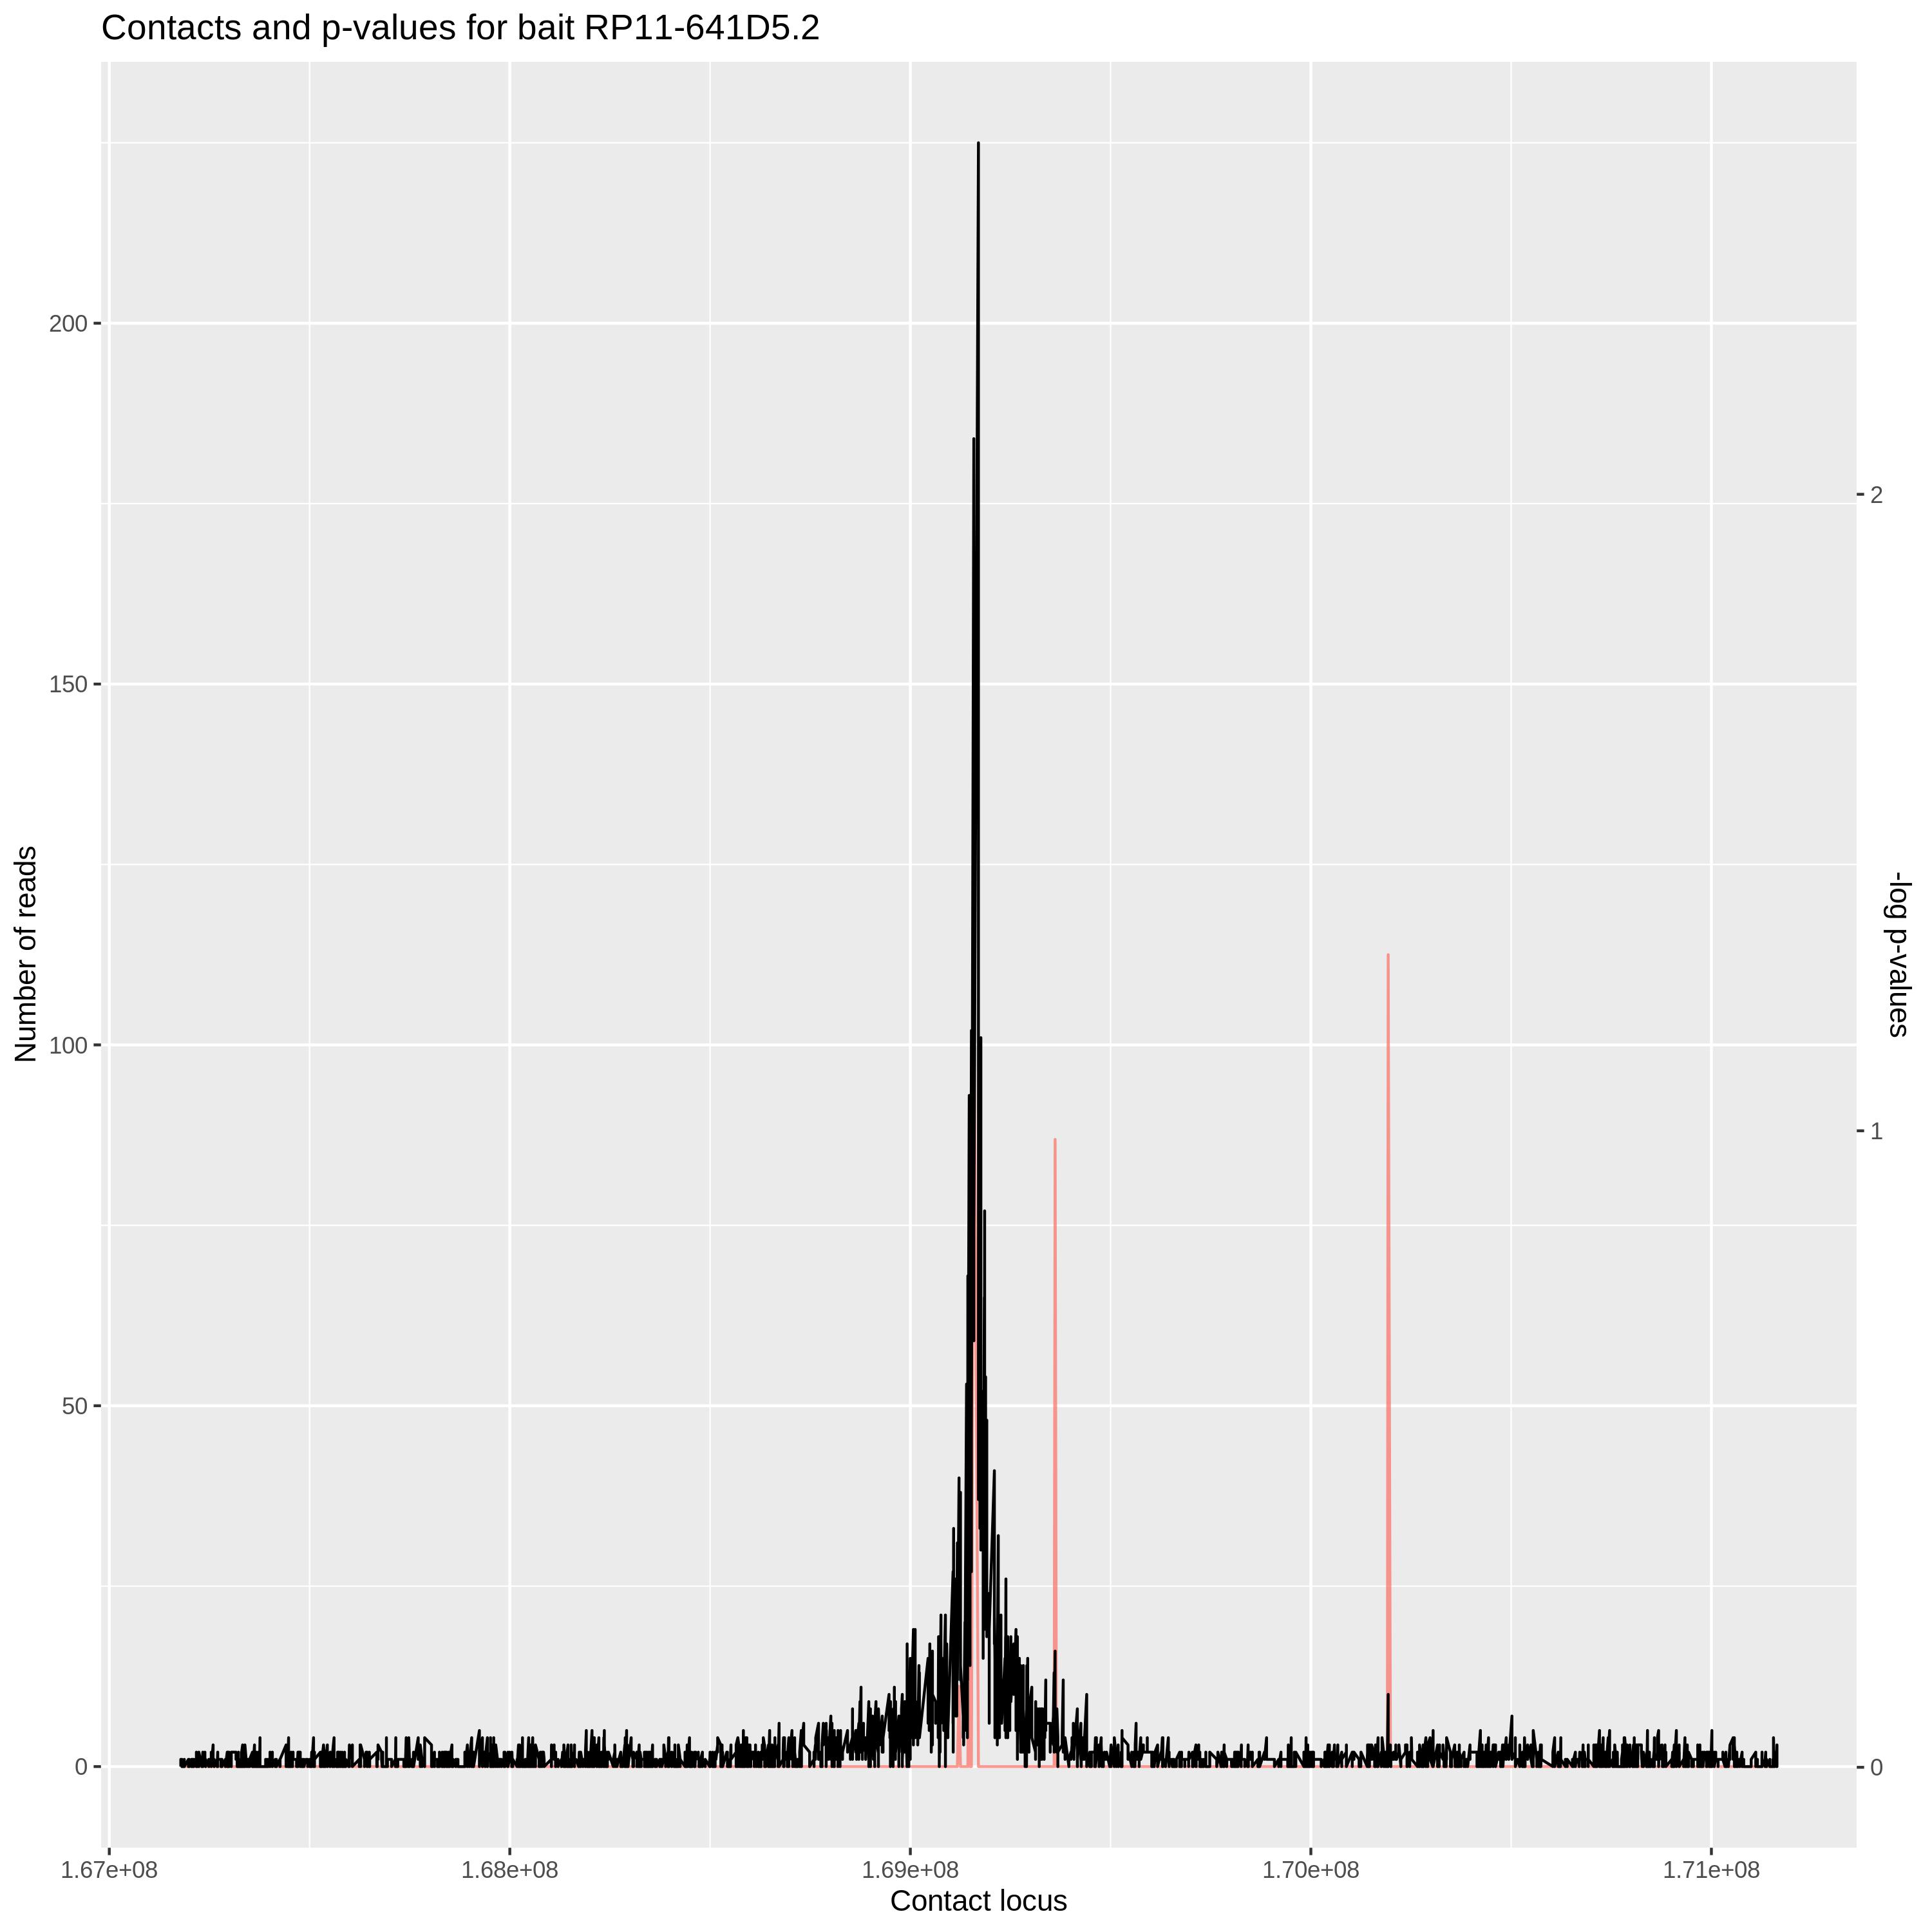 Contacts and p-values for bait RP11-641D5.2
200
150
100
50
0
Number of reads
2
1
0
-log p-values
1.67e+08 1.68e+08 1.69e+08 1.70e+08 1.71e+08
Contact locus